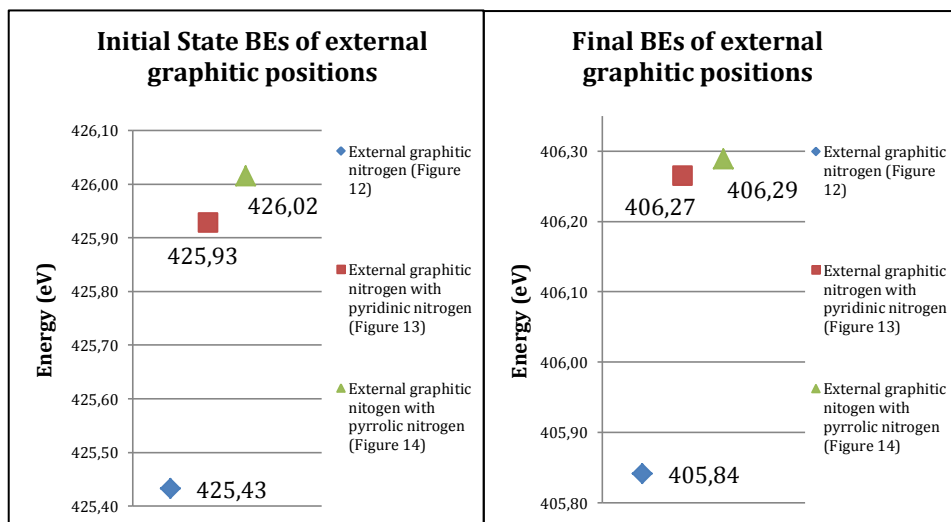 Initial State BEs of external
graphitic positions
Energy (eV)
426,10
426,00
425,90
425,80
425,70
425,60
425,50
425,40
426,02
425,93
425,43
External graphitic
nitrogen (Figure
12)
External graphitic
nitrogen with
pyridinic nitrogen
(Figure 13)
External graphitic
nitogen with
pyrrolic nitrogen
(Figure 14)
Final BEs of external
graphitic positions
Energy (eV)
406,30
406,20
406,10
406,00
405,90
405,80
406,27
406,29
405,84
External graphitic
nitrogen (Figure
12)
External graphitic
nitrogen with
pyridinic nitrogen
(Figure 13)
External graphitic
nitogen with
pyrrolic nitrogen
(Figure 14)